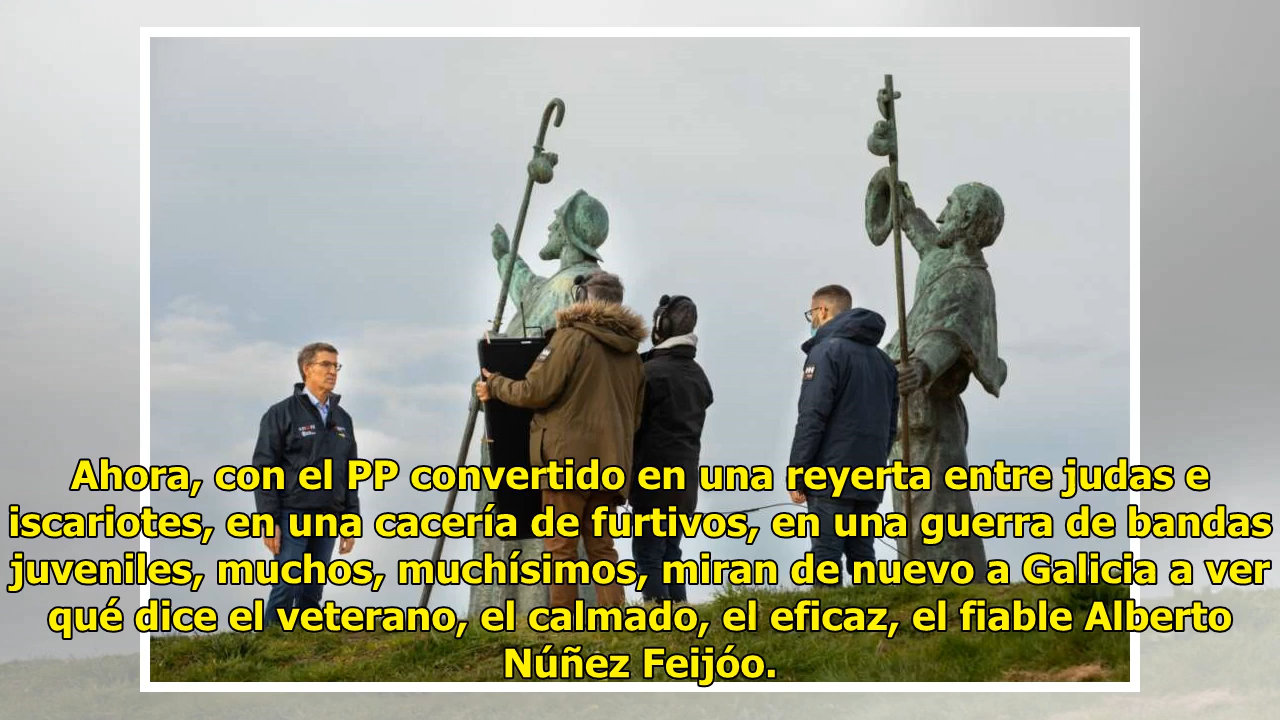 Ahora, con el PP convertido en una reyerta entre judas e
iscariotes, en una cacería de furtivos, en una guerra de bandas
juveniles, muchos, muchísimos, miran de nuevo a Galicia a ver
qué dice el veterano, el calmado, el eficaz, el fiable Alberto
Núñez Feijóo.